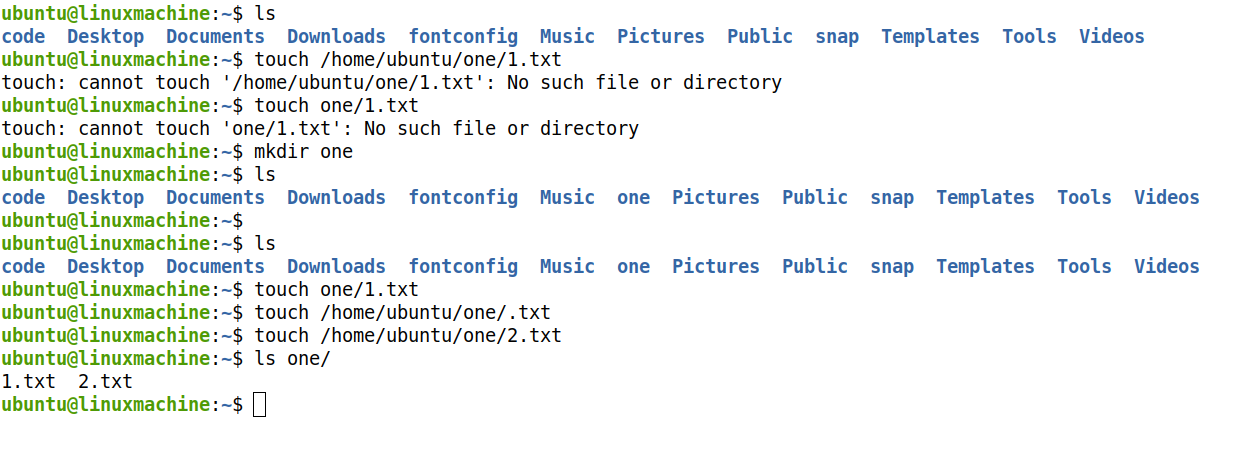 ubuntu@linuxmachine:~$ ls
code  Desktop  Documents  Downloads  fontconfig  Music  Pictures  Public  snap  Templates  Tools  Videos
ubuntu@linuxmachine:~$ touch /home/ubuntu/one/1.txt
touch: cannot touch '/home/ubuntu/one/1.txt': No such file or directory
ubuntu@linuxmachine:~$ touch one/1.txt
touch: cannot touch 'one/1.txt': No such file or directory
ubuntu@linuxmachine:~$ mkdir one
ubuntu@linuxmachine:~$ ls
code  Desktop  Documents  Downloads  fontconfig  Music  one  Pictures  Public  snap  Templates  Tools  Videos
ubuntu@linuxmachine:~$
ubuntu@linuxmachine:~$ ls
code  Desktop  Documents  Downloads  fontconfig  Music  one  Pictures  Public  snap  Templates  Tools  Videos
ubuntu@linuxmachine:~$ touch one/1.txt
ubuntu@linuxmachine:~$ touch /home/ubuntu/one/.txt
ubuntu@linuxmachine:~$ touch /home/ubuntu/one/2.txt
ubuntu@linuxmachine:~$ ls one/
1.txt  2.txt
ubuntu@linuxmachine:~$